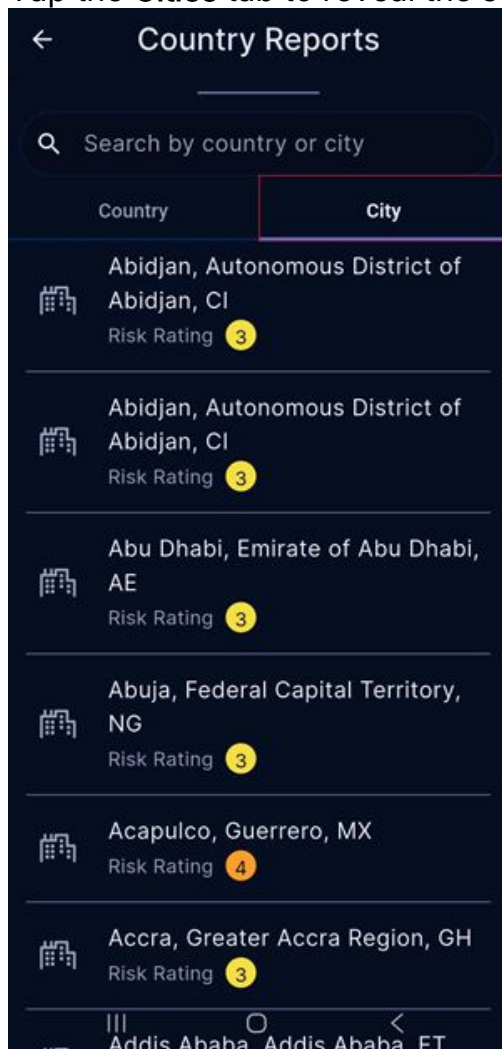 Tap the Cities tab to reveal the
Country Reports
Search by country or city
Country
City
Abidjan, Autonomous District of
Abidjan, CI
Risk Rating 3
Abidjan, Autonomous District of
Abidjan, CI
Risk Rating 3
Abu Dhabi, Emirate of Abu Dhabi,
AE
Risk Rating 3
Abuja, Federal Capital Territory,
NG
Risk Rating 3
Acapulco, Guerrero, MX
Risk Rating 4
Accra, Greater Accra Region, GH
Risk Rating 3
Addis Ababa, Addis Ababa, ET